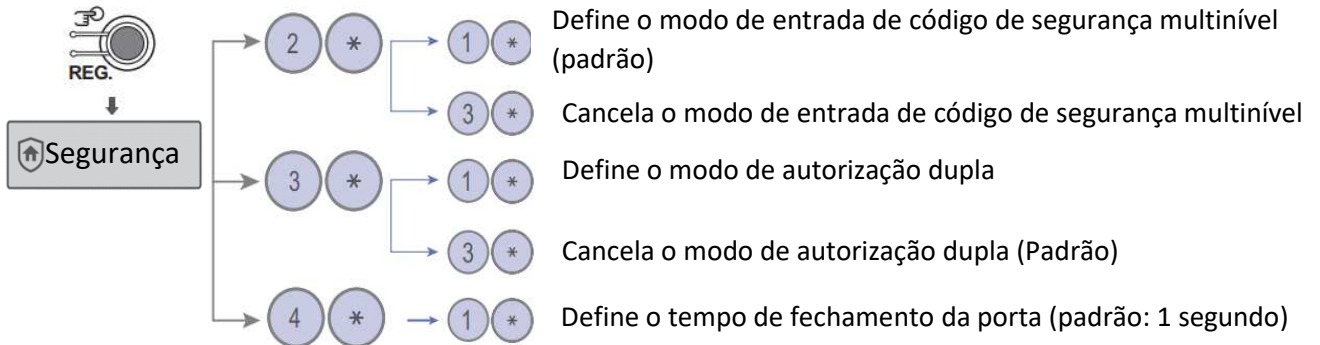 REG.
Segurança
2 * 1 * Define o modo de entrada de código de segurança multinível
(padrão)
3 * Cancela o modo de entrada de código de segurança multinível
3 * 1 * Define o modo de autorização dupla
3 * Cancela o modo de autorização dupla (Padrão)
4 * 1 * Define o tempo de fechamento da porta (padrão: 1 segundo)